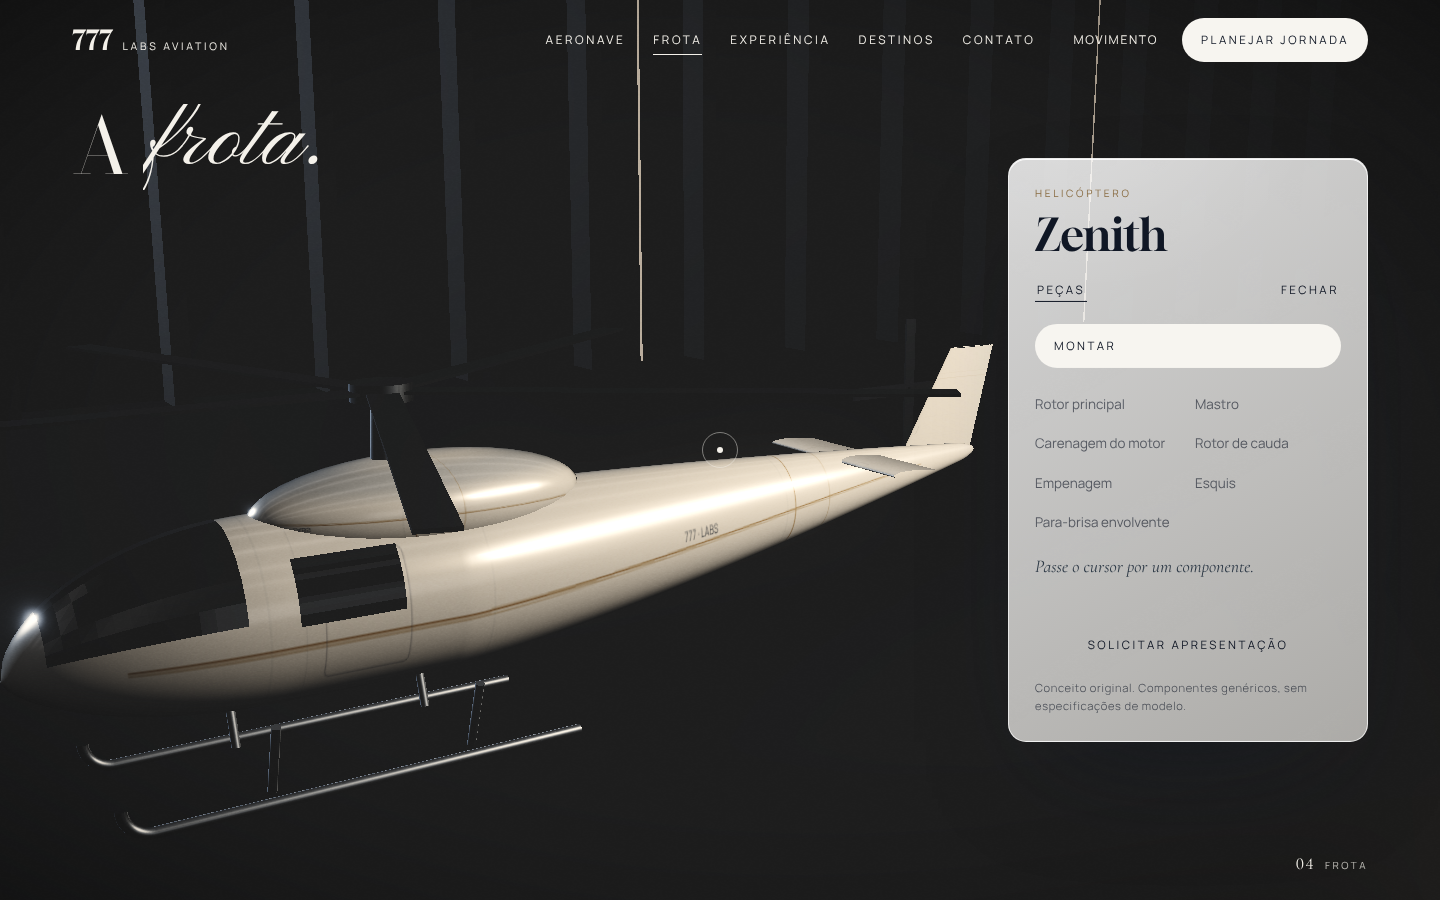 777 LABS AVIATION
AERONAVE FROTA EXPERIÊNCIA DESTINOS CONTATO MOVIMENTO PLANEJAR JORNADA
A frota.
HELICÓPTERO
Zenith
PEÇAS FECHAR
MONTAR
Rotor principal Mastro
Carenagem do motor Rotor de cauda
Empenagem Esquis
Para-brisa envolvente
Passe o cursor por um componente.
SOLICITAR APRESENTAÇÃO
Conceito original. Componentes genéricos, sem
especificações de modelo.
777 · LABS
04 FROTA